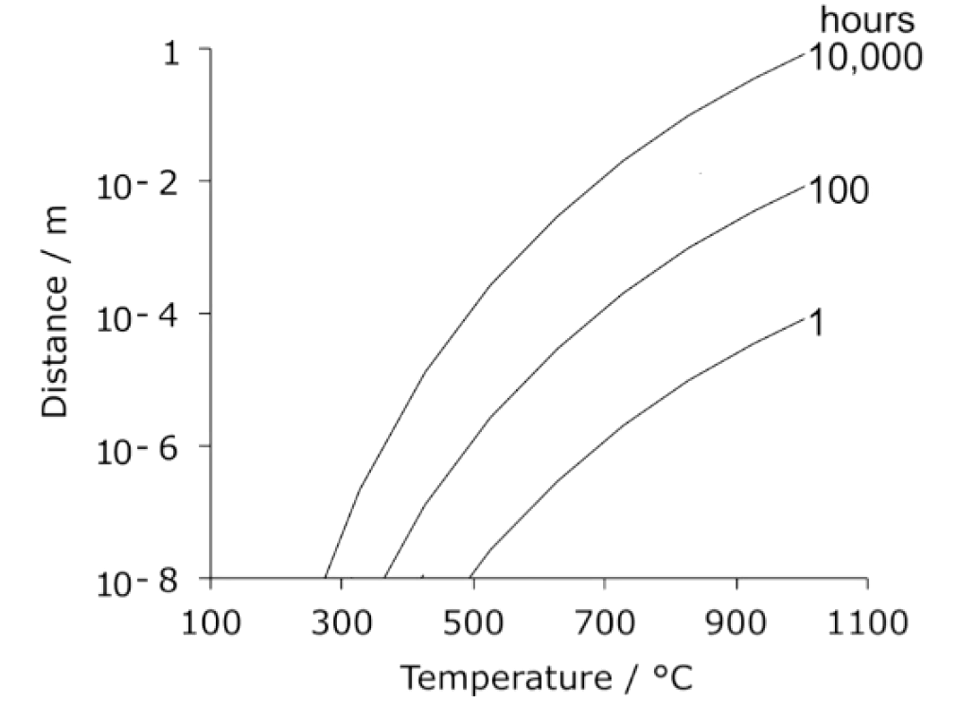 hours
10,000
100
1
1
10- 2
10- 4
10- 6
10- 8
Distance / m
100 300 500 700 900 1100
Temperature / °C